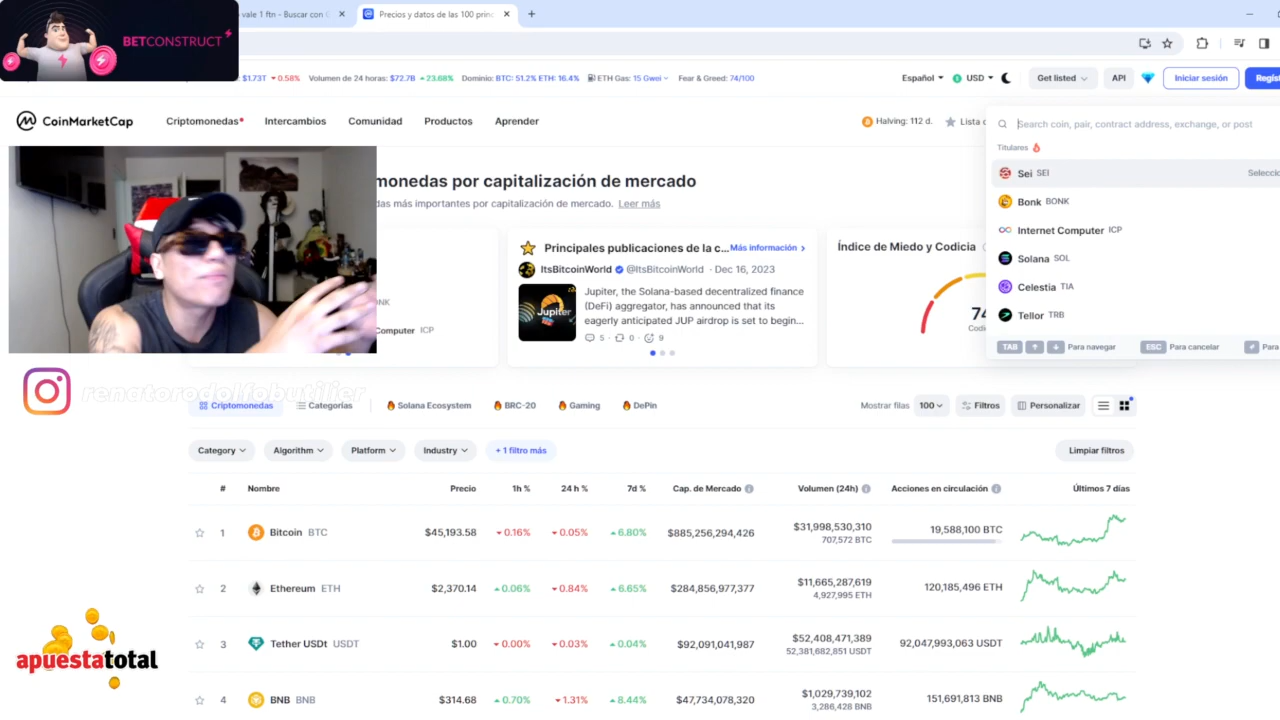 BETCONSTRUCT
vale 1 ftn - Buscar con G
Precios y datos de las 100 princ
$1.73T 0.58% Volumen de 24 horas: $72.7B 23.68% Dominio: BTC: 51.2% ETH: 16.4% ETH Gas: 15 Gwei Fear & Greed: 74/100
Español USD Get listed API Iniciar sesión
CoinMarketCap Criptomonedas Intercambios Comunidad Productos Aprender
Halving: 112 d. Lista
Search coin, pair, contract address, exchange, or post
Titulares
Sei SEI
Bonk BONK
Internet Computer ICP
Solana SOL
Celestia TIA
Tellor TRB
TAB Para navegar ESC Para cancelar Para
monedas por capitalización de mercado
más importantes por capitalización de mercado. Leer más
Principales publicaciones de la c... Más información
ItsBitcoinWorld @ItsBitcoinWorld · Dec 16, 2023
Jupiter
Jupiter, the Solana-based decentralized finance
(DeFi) aggregator, has announced that its
eagerly anticipated JUP airdrop is set to begin...
5 0 9
Índice de Miedo y Codicia
74
Computer ICP
renatorodolfobutilier
Criptomonedas Categorías Solana Ecosystem BRC-20 Gaming DePin
Mostrar filas 100 Filtros Personalizar
Category Algorithm Platform Industry + 1 filtro más Limpiar filtros
# Nombre Precio 1h % 24 h % 7d % Cap. de Mercado Volumen (24h) Acciones en circulación Últimos 7 días
1 Bitcoin BTC $45,193.58 0.16% 0.05% 6.80% $885,256,294,426 $31,998,530,310 19,588,100 BTC
707,572 BTC
2 Ethereum ETH $2,370.14 0.06% 0.84% 6.65% $284,856,977,377 $11,665,287,619 120,185,496 ETH
4,927,995 ETH
3 Tether USDt USDT $1.00 0.00% 0.03% 0.04% $92,091,041,987 $52,408,471,389 92,047,993,063 USDT
52,381,682,851 USDT
4 BNB BNB $314.68 0.70% 1.31% 8.44% $47,734,078,320 $1,029,739,102 151,691,813 BNB
3,286,428 BNB
apuestatotal